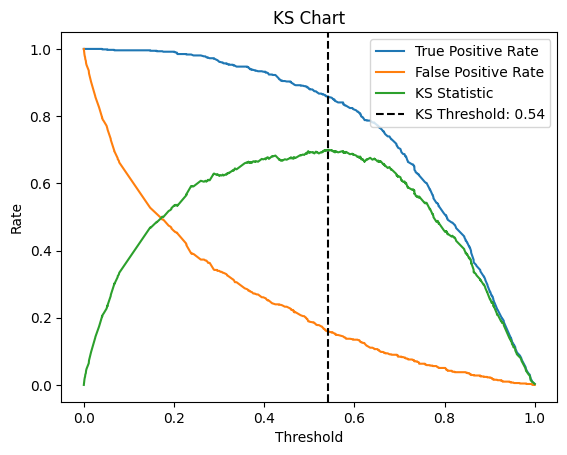 KS Chart
True Positive Rate
False Positive Rate
KS Statistic
KS Threshold: 0.54
Rate
1.0
0.8
0.6
0.4
0.2
0.0
0.0 0.2 0.4 0.6 0.8 1.0
Threshold